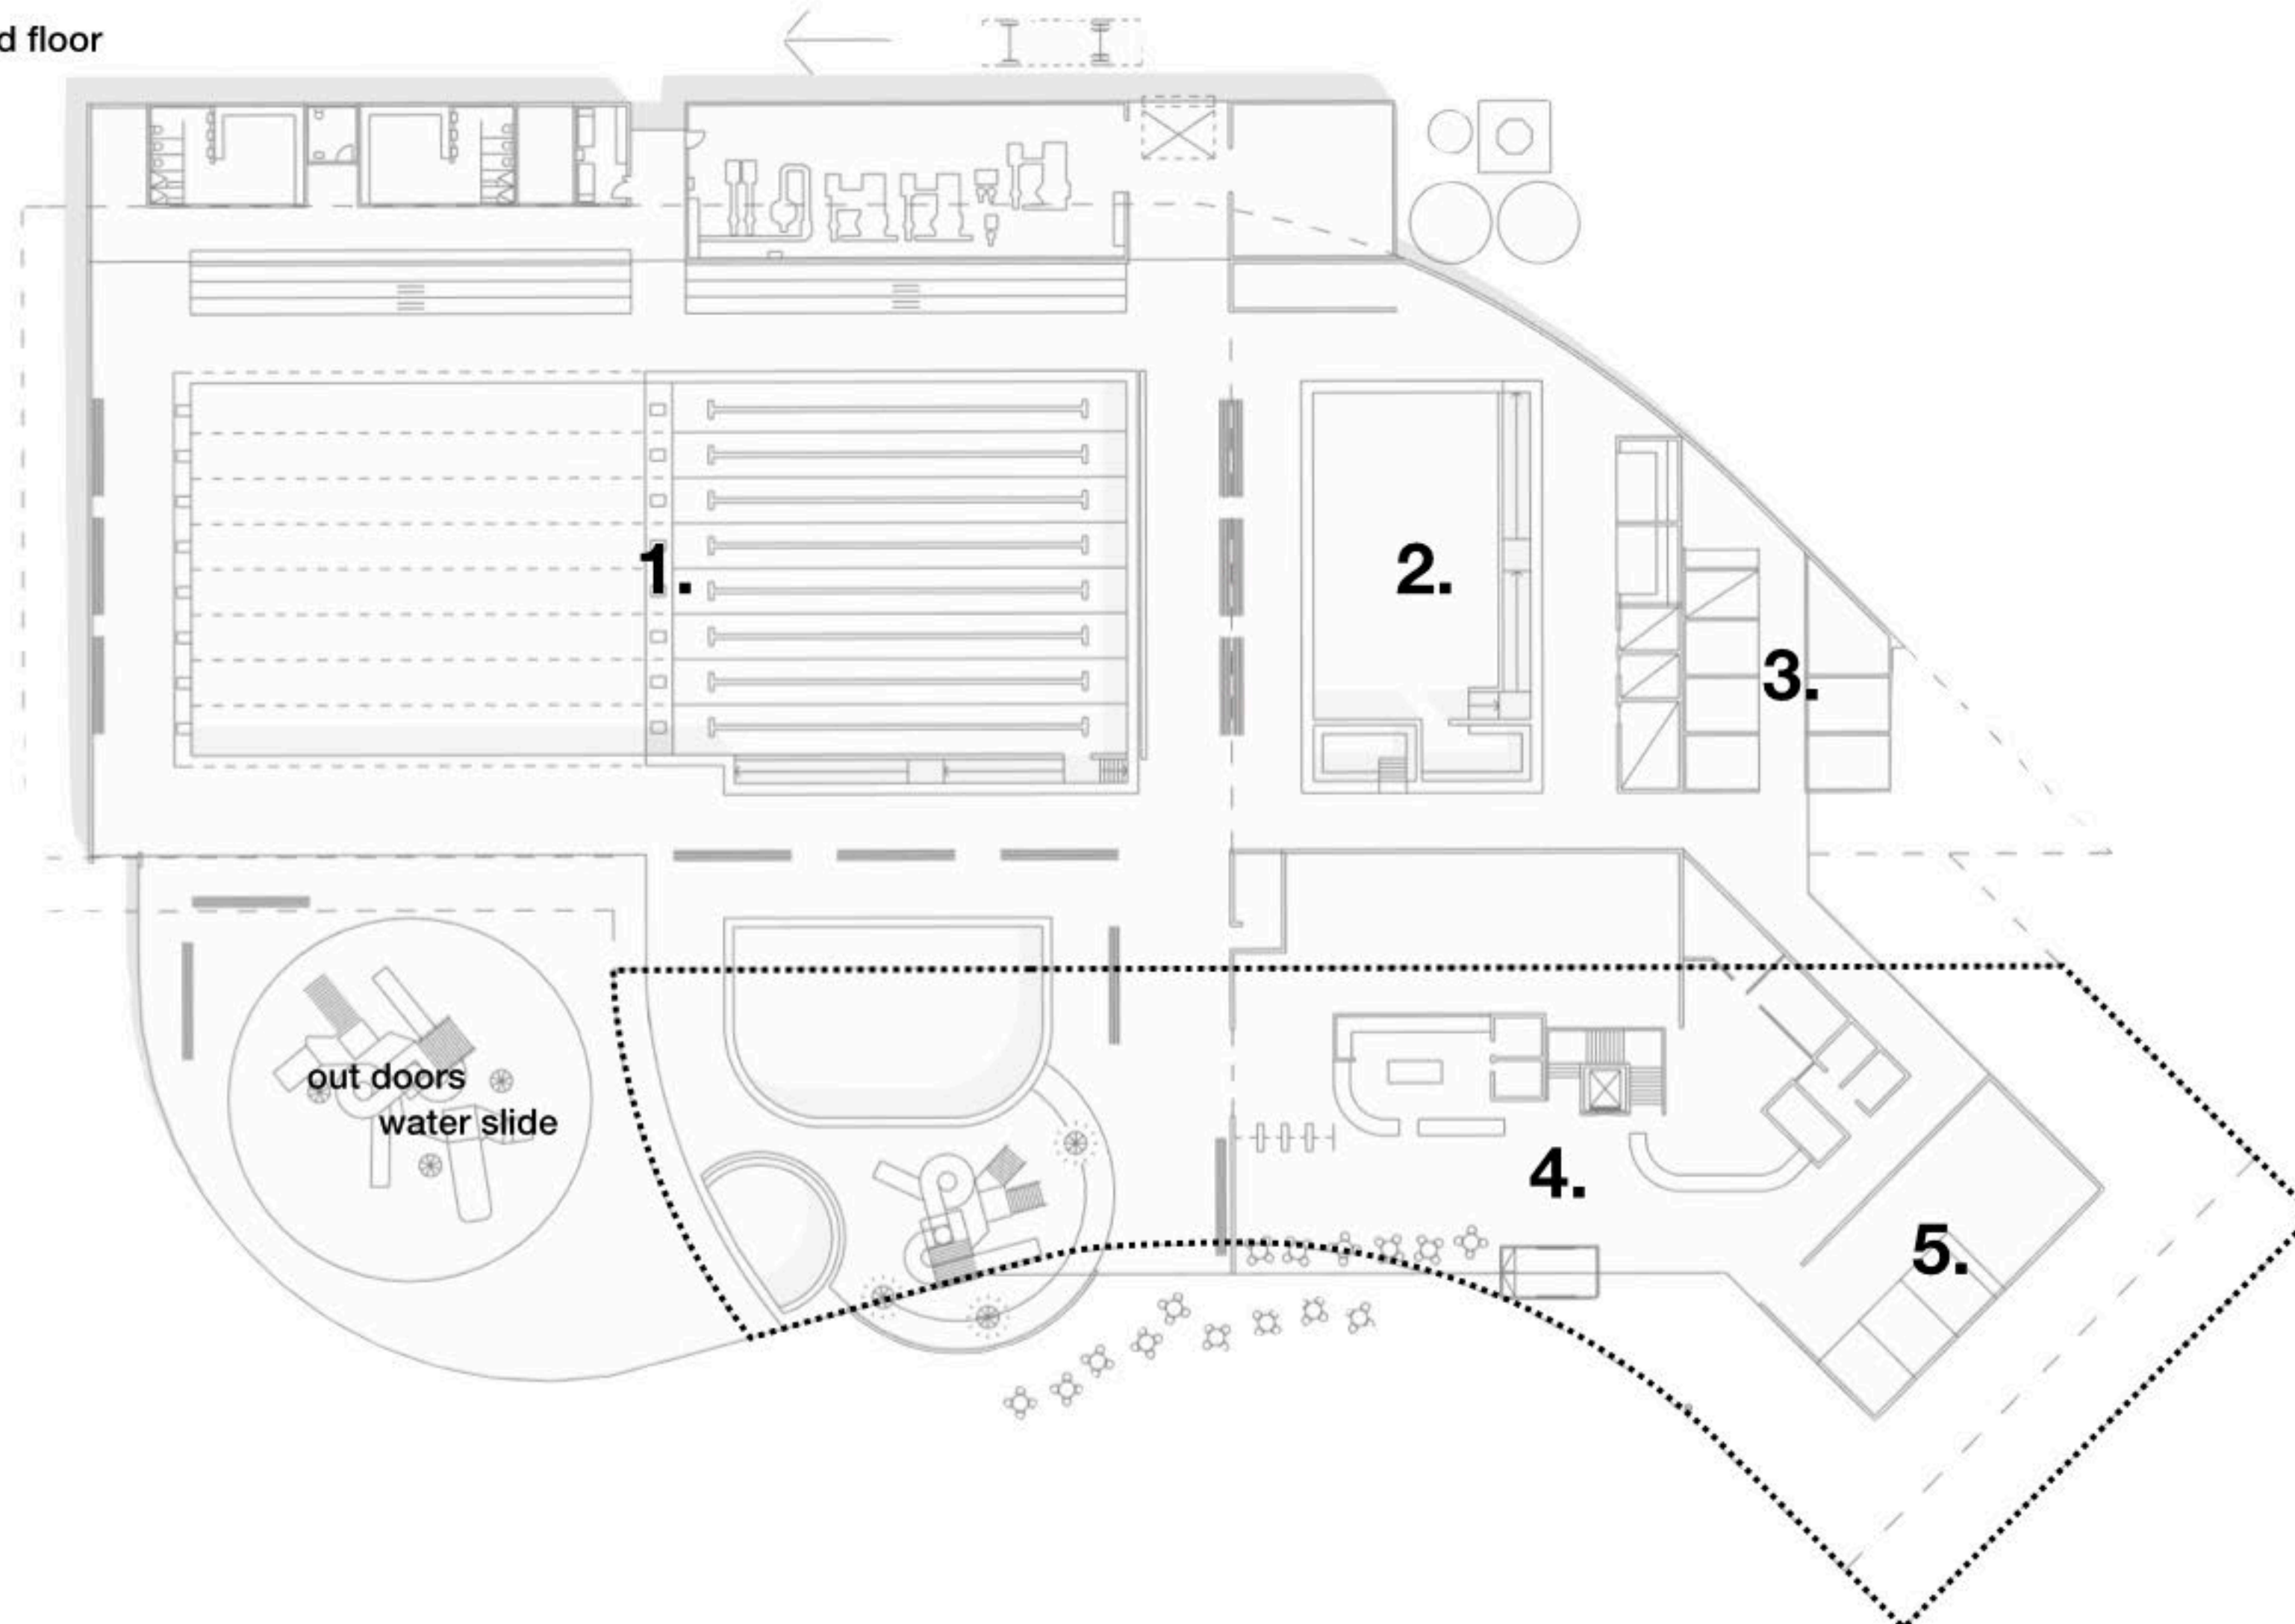 d floor
1.
2.
3.
out doors
water slide
4.
5.